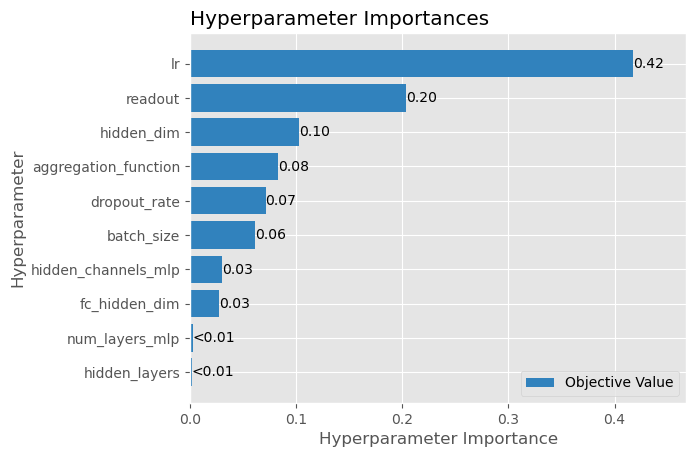 Hyperparameter Importances
Hyperparameter
lr
0.42
readout
0.20
hidden_dim
0.10
aggregation_function
0.08
dropout_rate
0.07
batch_size
0.06
hidden_channels_mlp
0.03
fc_hidden_dim
0.03
num_layers_mlp
<0.01
hidden_layers
<0.01
Objective Value
0.0 0.1 0.2 0.3 0.4
Hyperparameter Importance